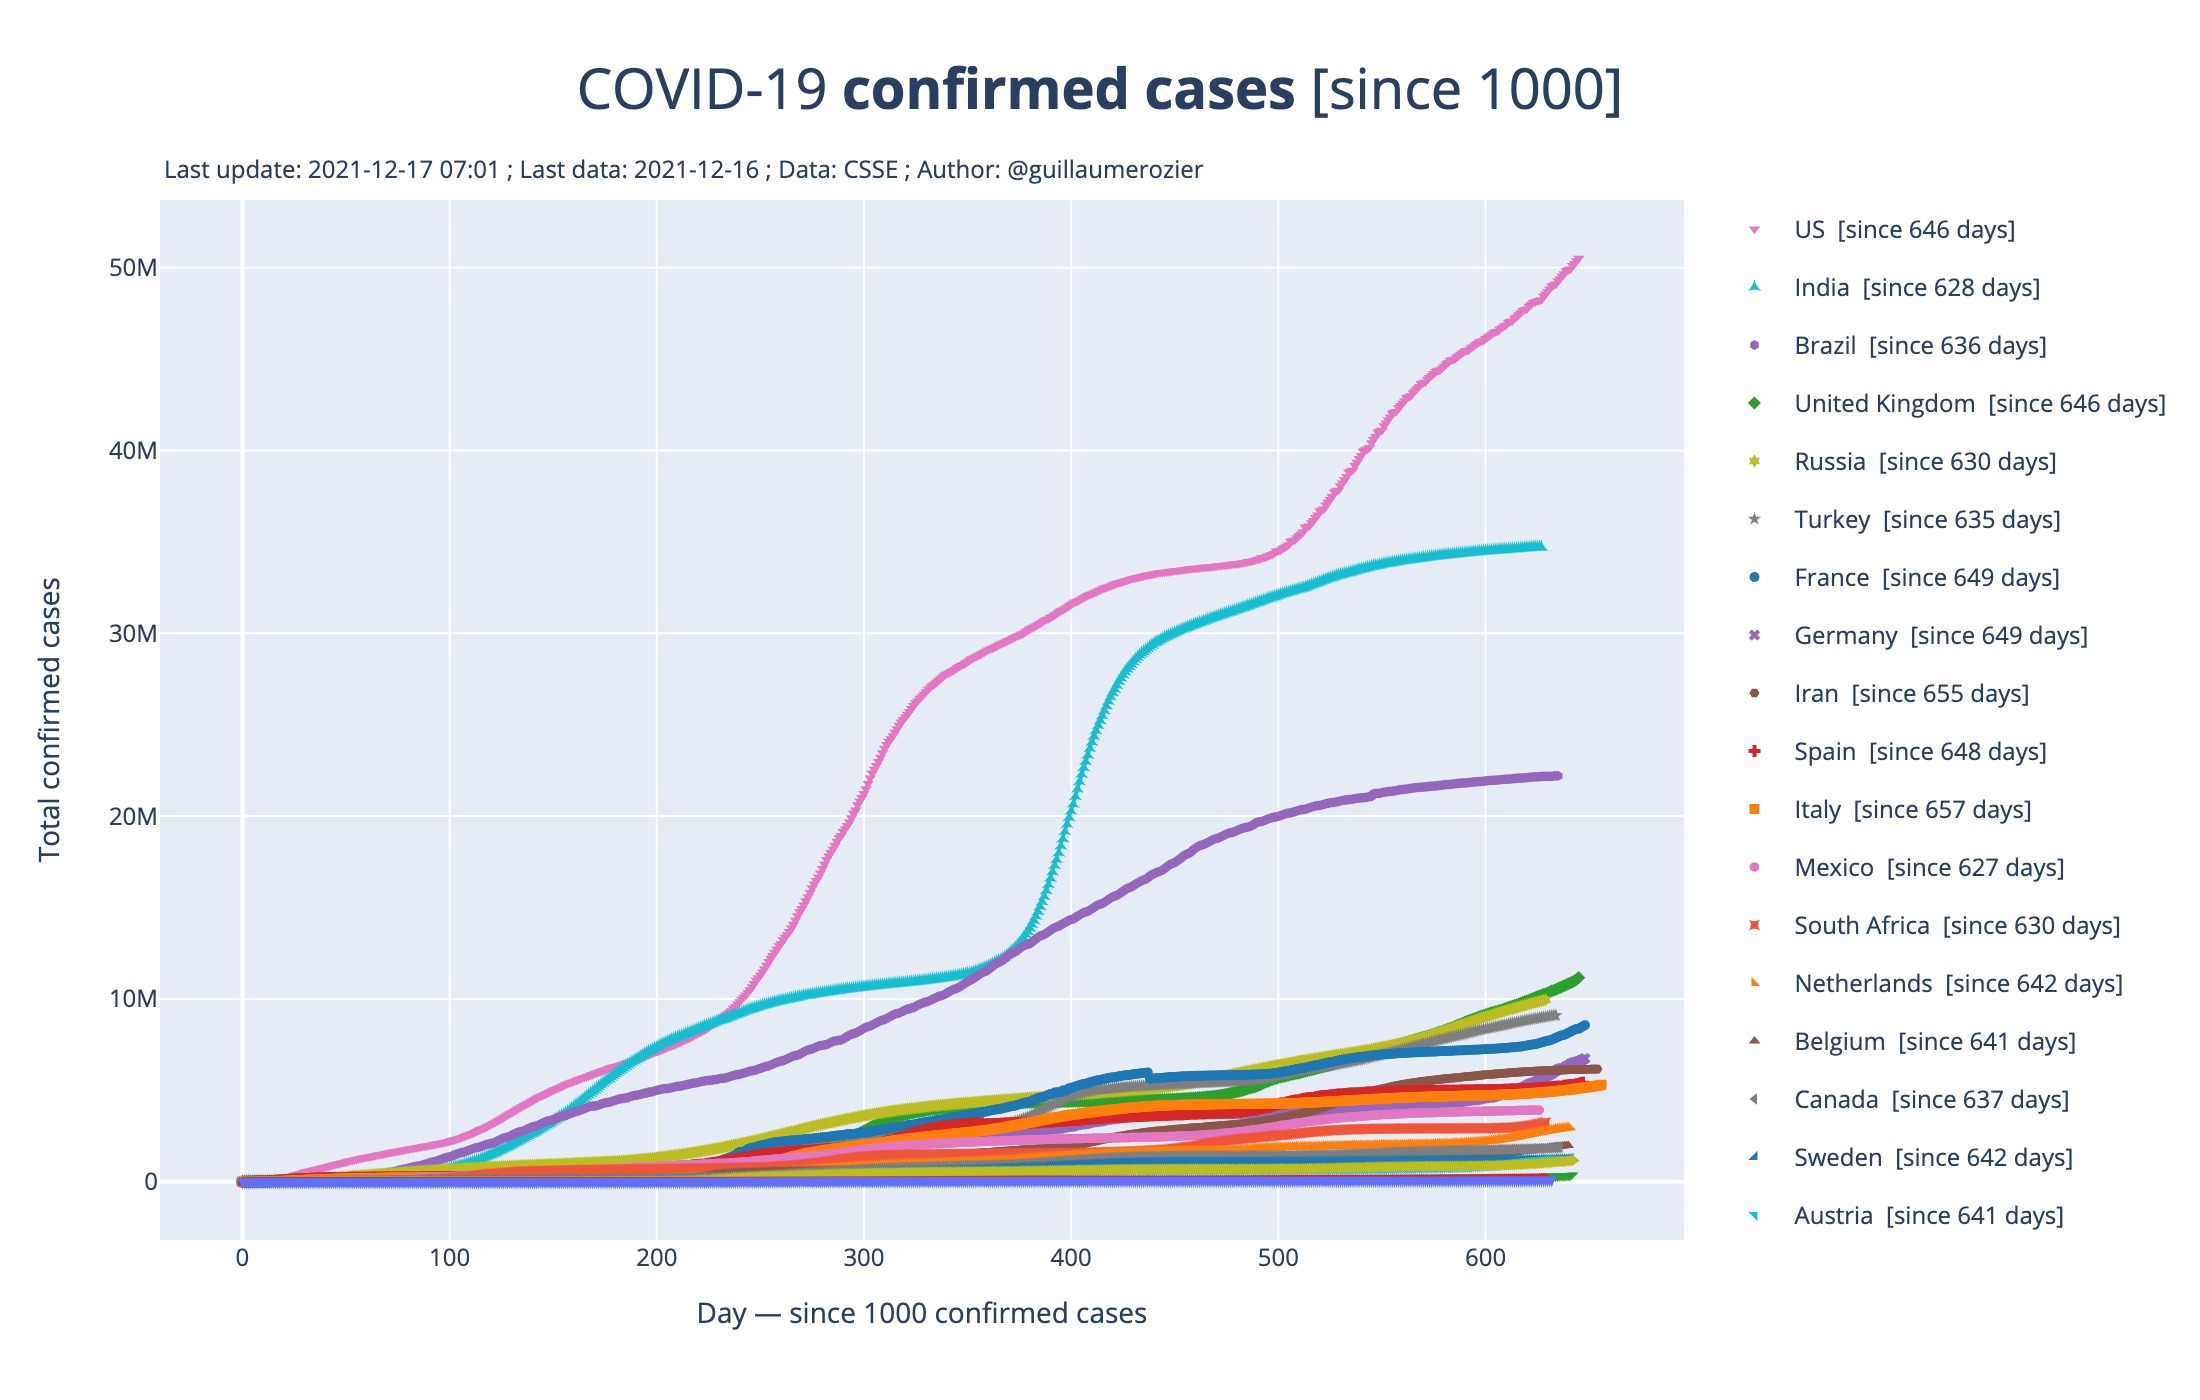 COVID-19 confirmed cases [since 1000]
Last update: 2021-12-17 07:01 ; Last data: 2021-12-16 ; Data: CSSE ; Author: @guillaumerozier
Total confirmed cases
50M
40M
30M
20M
10M
0
0 100 200 300 400 500 600
Day — since 1000 confirmed cases
US [since 646 days]
India [since 628 days]
Brazil [since 636 days]
United Kingdom [since 646 days]
Russia [since 630 days]
Turkey [since 635 days]
France [since 649 days]
Germany [since 649 days]
Iran [since 655 days]
Spain [since 648 days]
Italy [since 657 days]
Mexico [since 627 days]
South Africa [since 630 days]
Netherlands [since 642 days]
Belgium [since 641 days]
Canada [since 637 days]
Sweden [since 642 days]
Austria [since 641 days]